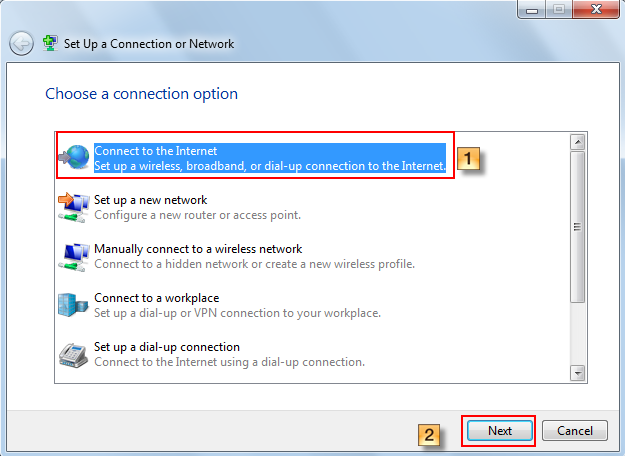 Set Up a Connection or Network
Choose a connection option
Connect to the Internet
Set up a wireless, broadband, or dial-up connection to the Internet.
1
Set up a new network
Configure a new router or access point.
Manually connect to a wireless network
Connect to a hidden network or create a new wireless profile.
Connect to a workplace
Set up a dial-up or VPN connection to your workplace.
Set up a dial-up connection
Connect to the Internet using a dial-up connection.
2
Next
Cancel